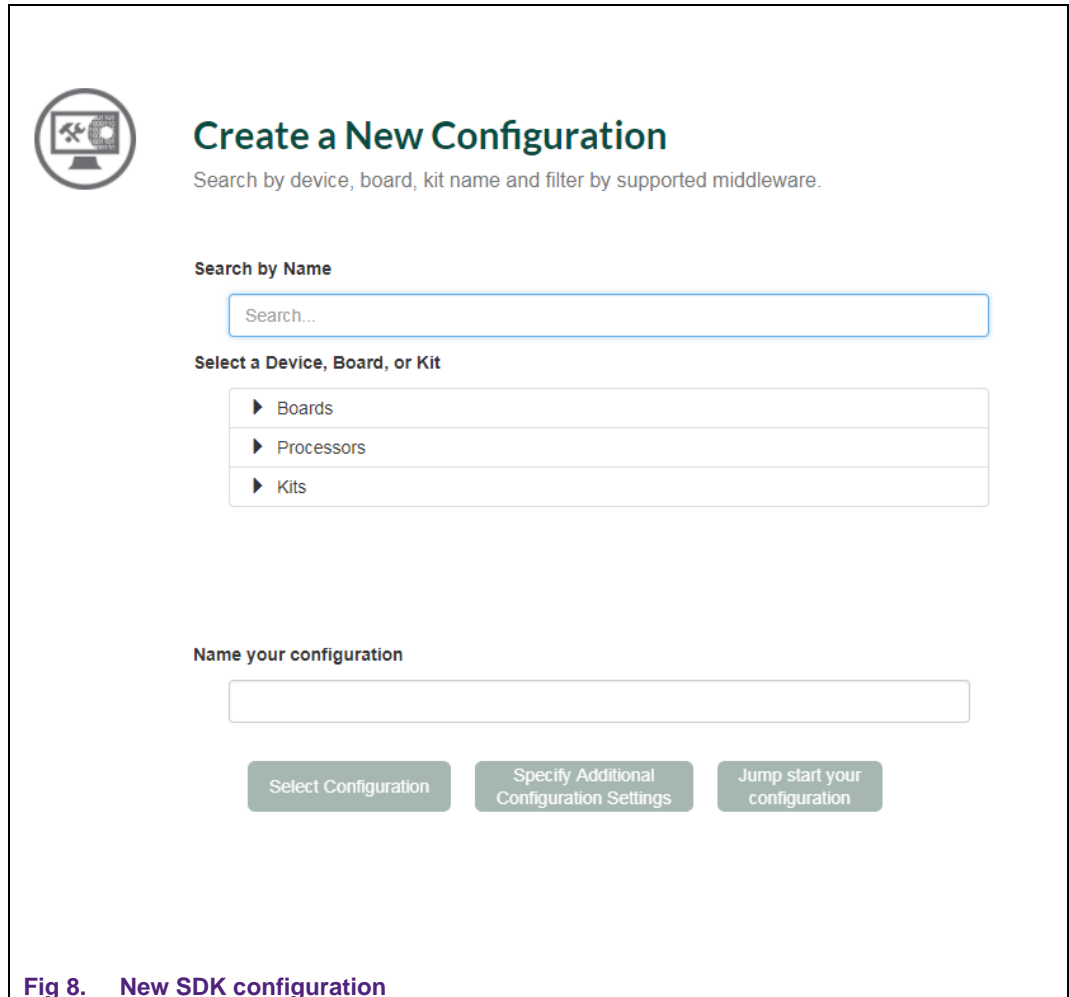 Create a New Configuration
Search by device, board, kit name and filter by supported middleware.
Search by Name
Search...
Select a Device, Board, or Kit
Boards
Processors
Kits
Name your configuration
Select Configuration
Specify Additional
Configuration Settings
Jump start your
configuration
Fig 8. New SDK configuration